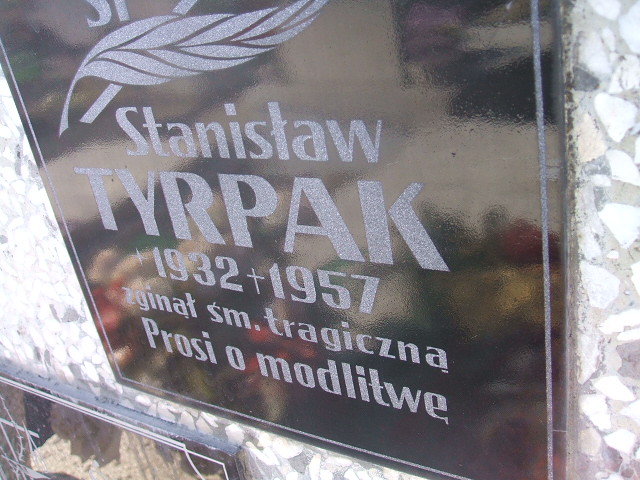 Stanisław
TYRPAK
*1932 +1957
zginął śm. tragiczną
Prosi o modlitwę